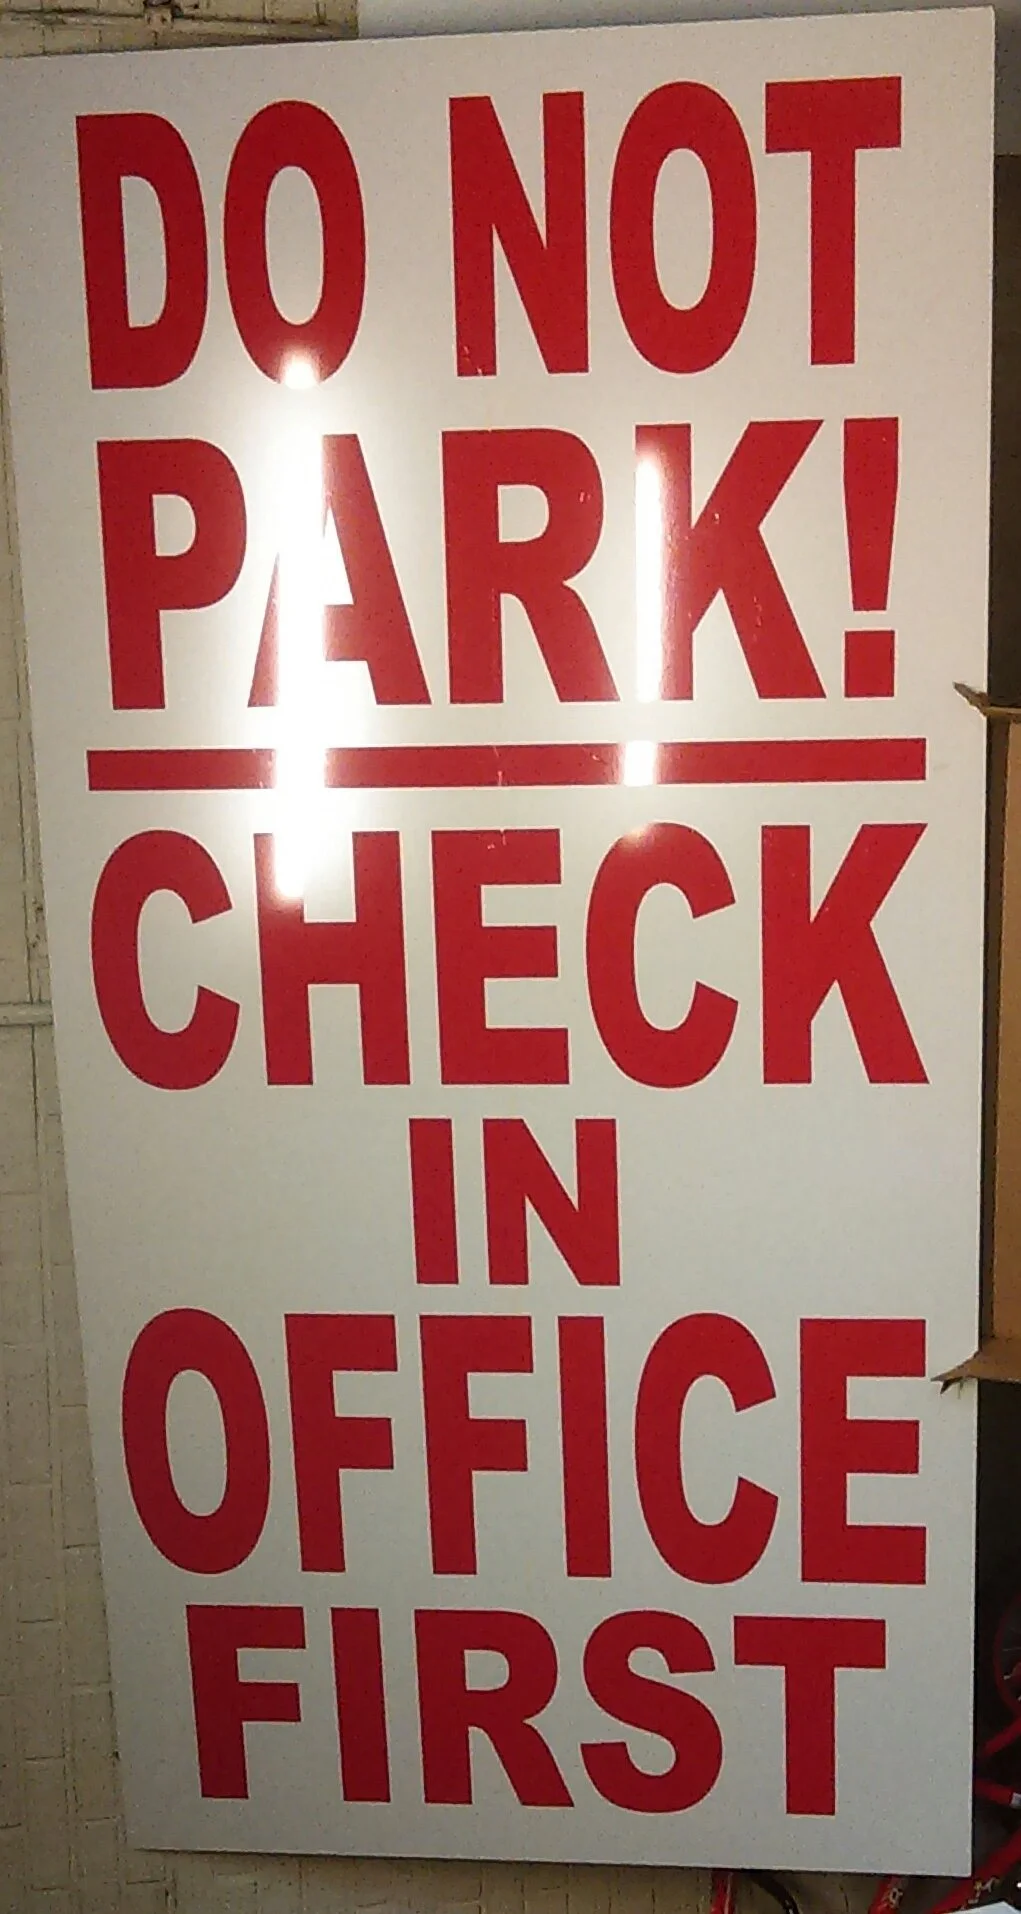 DO NOT
PARK!
CHECK
IN
OFFICE
FIRST